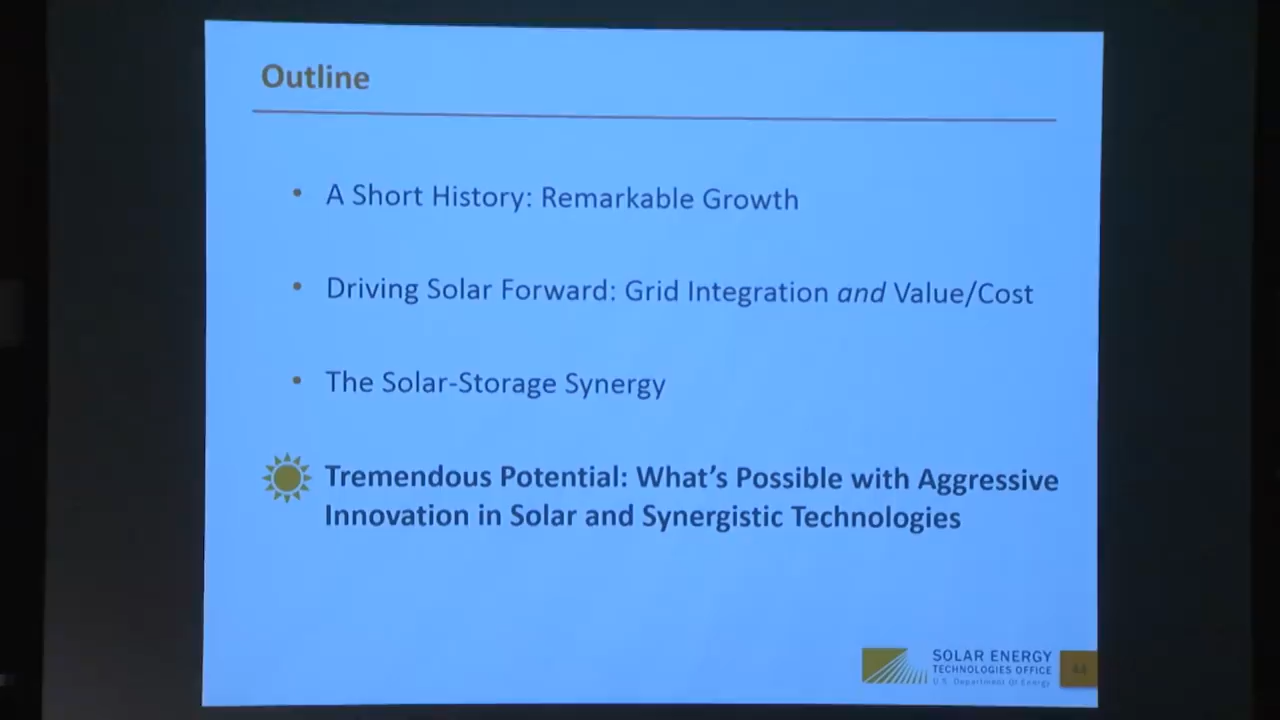 Outline
• A Short History: Remarkable Growth
• Driving Solar Forward: Grid Integration and Value/Cost
• The Solar-Storage Synergy
Tremendous Potential: What’s Possible with Aggressive
Innovation in Solar and Synergistic Technologies
SOLAR ENERGY
TECHNOLOGIES OFFICE
U.S. Department Of Energy